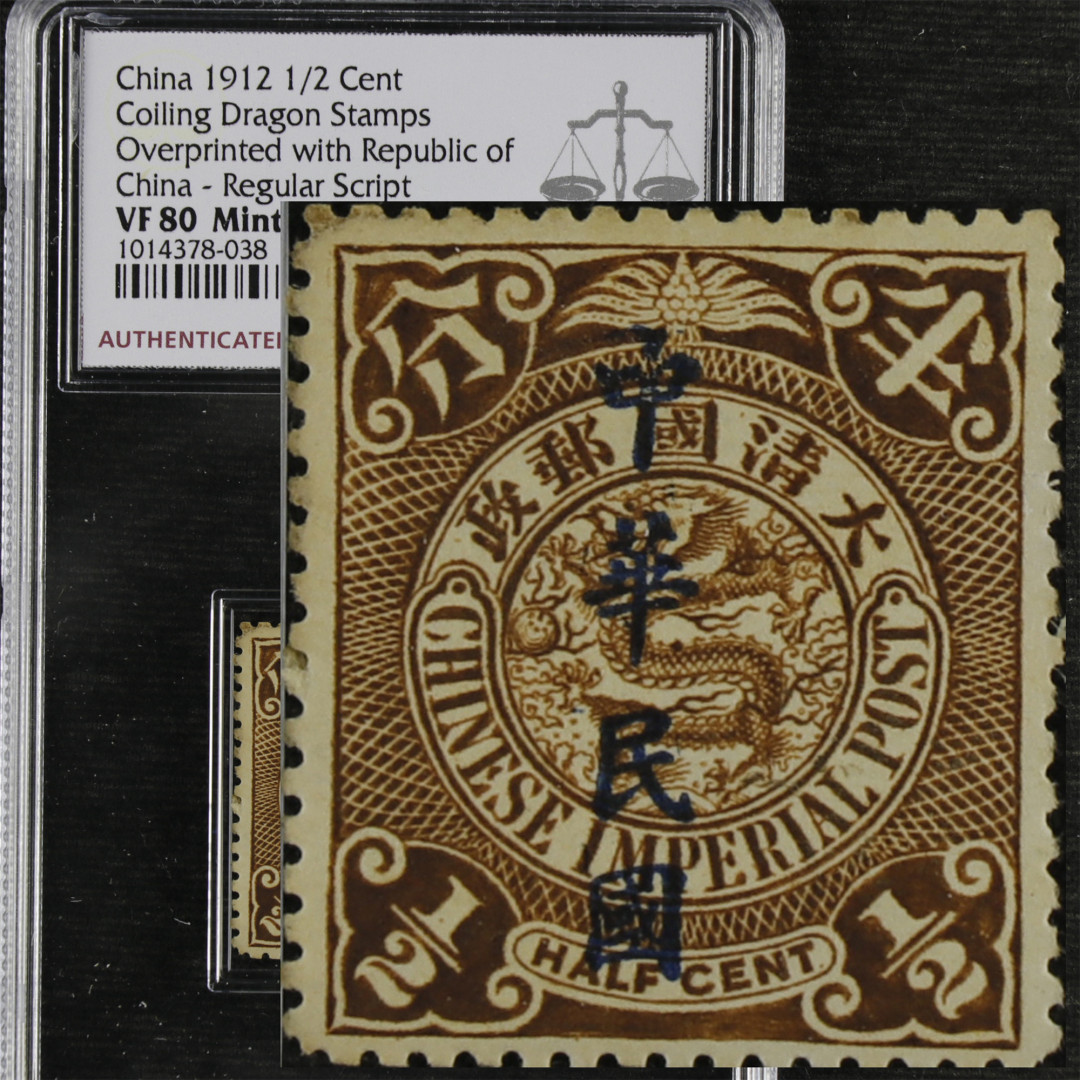 China 1912 1/2 Cent
Coiling Dragon Stamps
Overprinted with Republic of
China - Regular Script
VF 80 Mint
1014378-038
AUTHENTICATED
半分
大清國郵政
中華民國
CHINESE IMPERIAL POST
1/2
HALF CENT
1/2